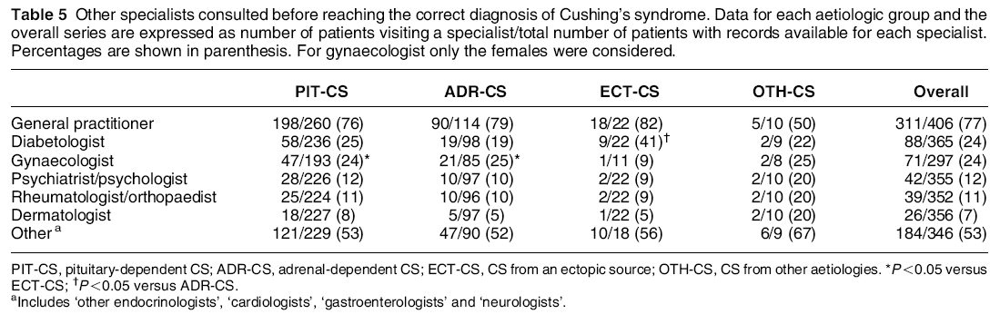 Table 5 Other specialists consulted before reaching the correct diagnosis of Cushing's syndrome. Data for each aetiologic group and the
overall series are expressed as number of patients visiting a specialist/total number of patients with records available for each specialist.
Percentages are shown in parenthesis. For gynaecologist only the females were considered.
PIT-CS ADR-CS ECT-CS OTH-CS Overall
General practitioner 198/260 (76) 90/114 (79) 18/22 (82) 5/10 (50) 311/406 (77)
Diabetologist 58/236 (25) 19/98 (19) 9/22 (41)† 2/9 (22) 88/365 (24)
Gynaecologist 47/193 (24)* 21/85 (25)* 1/11 (9) 2/8 (25) 71/297 (24)
Psychiatrist/psychologist 28/226 (12) 10/97 (10) 2/22 (9) 2/10 (20) 42/355 (12)
Rheumatologist/orthopaedist 25/224 (11) 10/96 (10) 2/22 (9) 2/10 (20) 39/352 (11)
Dermatologist 18/227 (8) 5/97 (5) 1/22 (5) 2/10 (20) 26/356 (7)
Other a 121/229 (53) 47/90 (52) 10/18 (56) 6/9 (67) 184/346 (53)
PIT-CS, pituitary-dependent CS; ADR-CS, adrenal-dependent CS; ECT-CS, CS from an ectopic source; OTH-CS, CS from other aetiologies. *P<0.05 versus
ECT-CS; †P<0.05 versus ADR-CS.
aIncludes 'other endocrinologists', 'cardiologists', 'gastroenterologists' and 'neurologists'.